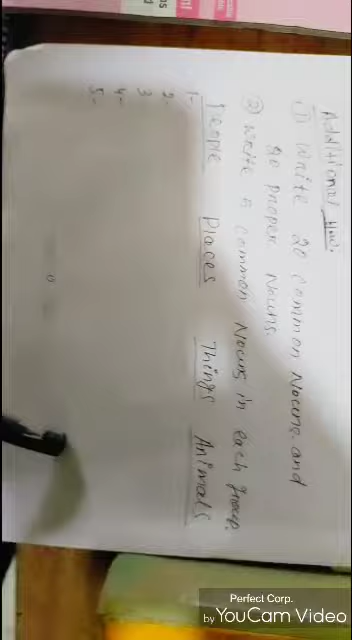 Additional H.W.
① Write 20 common Nouns and
20 proper Nouns.
② Write 5 common Nouns in each group.
People Places Things Animals
1-
2-
3
4-
5-
Perfect Corp.
by YouCam Video